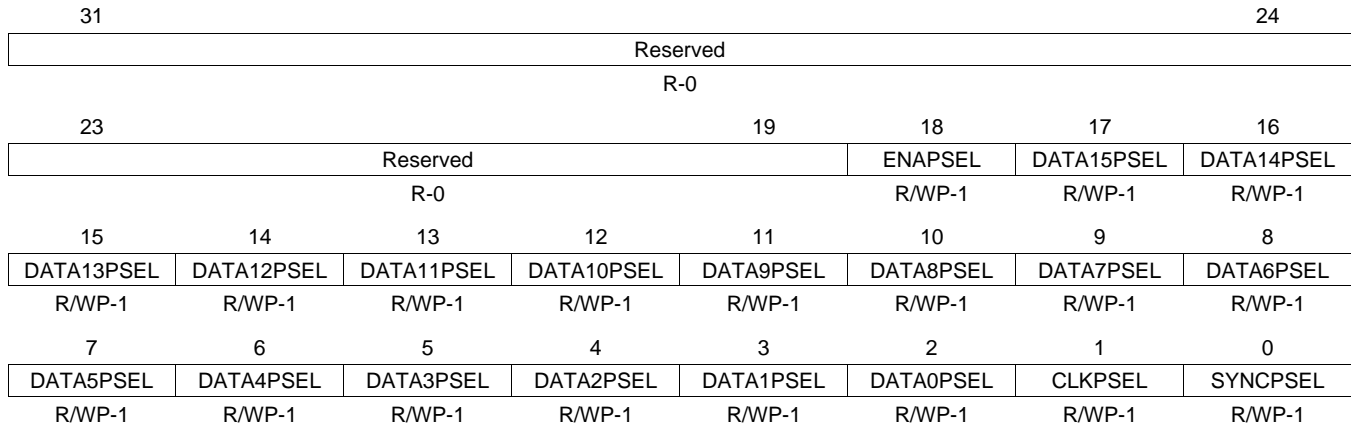 31 24
Reserved
R-0
23 19 18 17 16
Reserved ENAPSEL DATA15PSEL DATA14PSEL
R-0 R/WP-1 R/WP-1 R/WP-1
15 14 13 12 11 10 9 8
DATA13PSEL DATA12PSEL DATA11PSEL DATA10PSEL DATA9PSEL DATA8PSEL DATA7PSEL DATA6PSEL
R/WP-1 R/WP-1 R/WP-1 R/WP-1 R/WP-1 R/WP-1 R/WP-1 R/WP-1
7 6 5 4 3 2 1 0
DATA5PSEL DATA4PSEL DATA3PSEL DATA2PSEL DATA1PSEL DATA0PSEL CLKPSEL SYNCPSEL
R/WP-1 R/WP-1 R/WP-1 R/WP-1 R/WP-1 R/WP-1 R/WP-1 R/WP-1